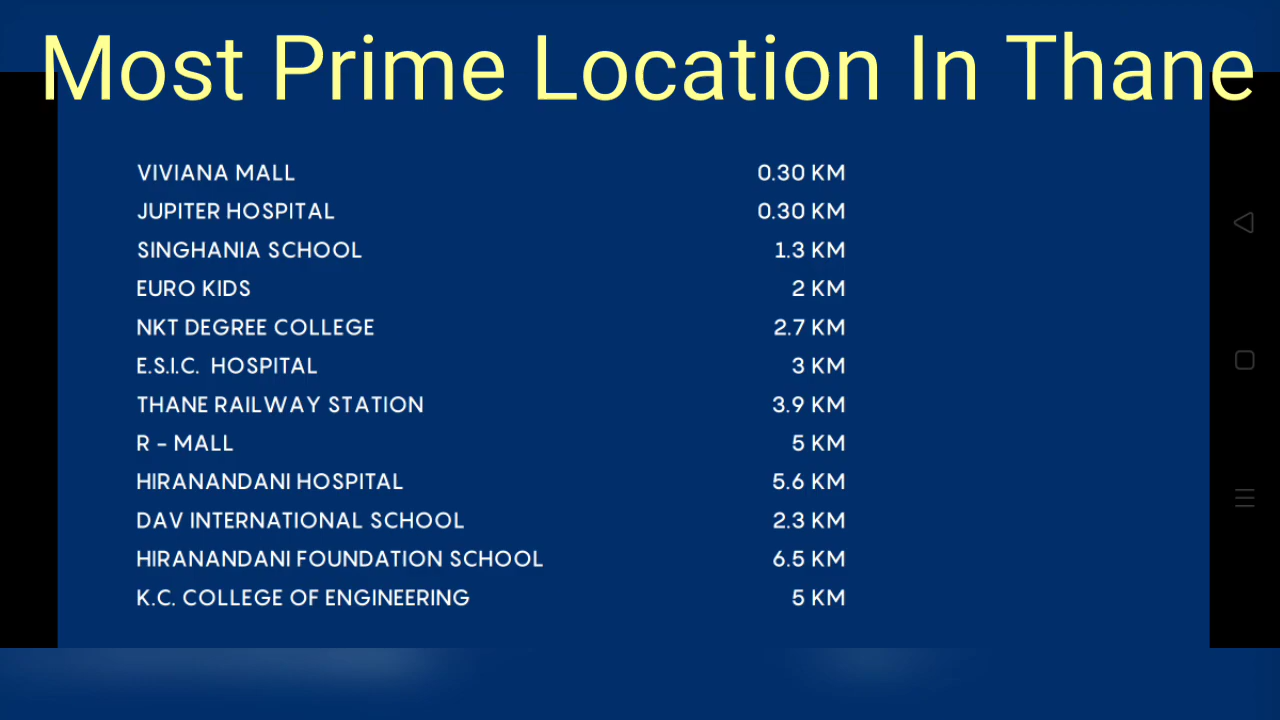 Most Prime Location In Thane
VIVIANA MALL 0.30 KM
JUPITER HOSPITAL 0.30 KM
SINGHANIA SCHOOL 1.3 KM
EURO KIDS 2 KM
NKT DEGREE COLLEGE 2.7 KM
E.S.I.C. HOSPITAL 3 KM
THANE RAILWAY STATION 3.9 KM
R - MALL 5 KM
HIRANANDANI HOSPITAL 5.6 KM
DAV INTERNATIONAL SCHOOL 2.3 KM
HIRANANDANI FOUNDATION SCHOOL 6.5 KM
K.C. COLLEGE OF ENGINEERING 5 KM